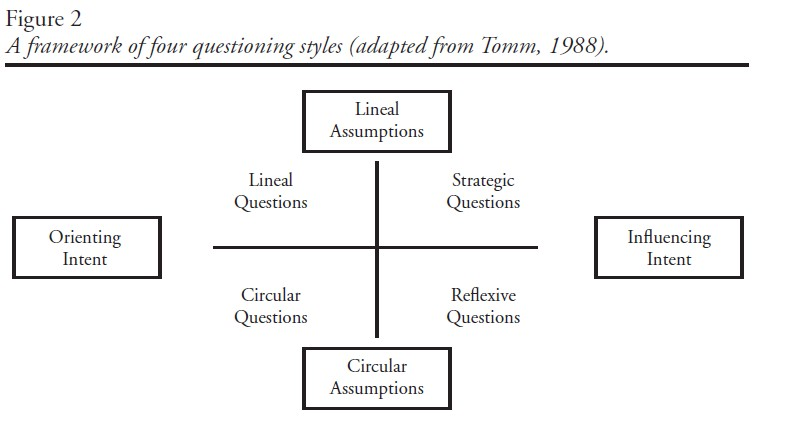 Figure 2
A framework of four questioning styles (adapted from Tomm, 1988).
Lineal
Assumptions
Lineal
Questions
Strategic
Questions
Orienting
Intent
Influencing
Intent
Circular
Questions
Reflexive
Questions
Circular
Assumptions